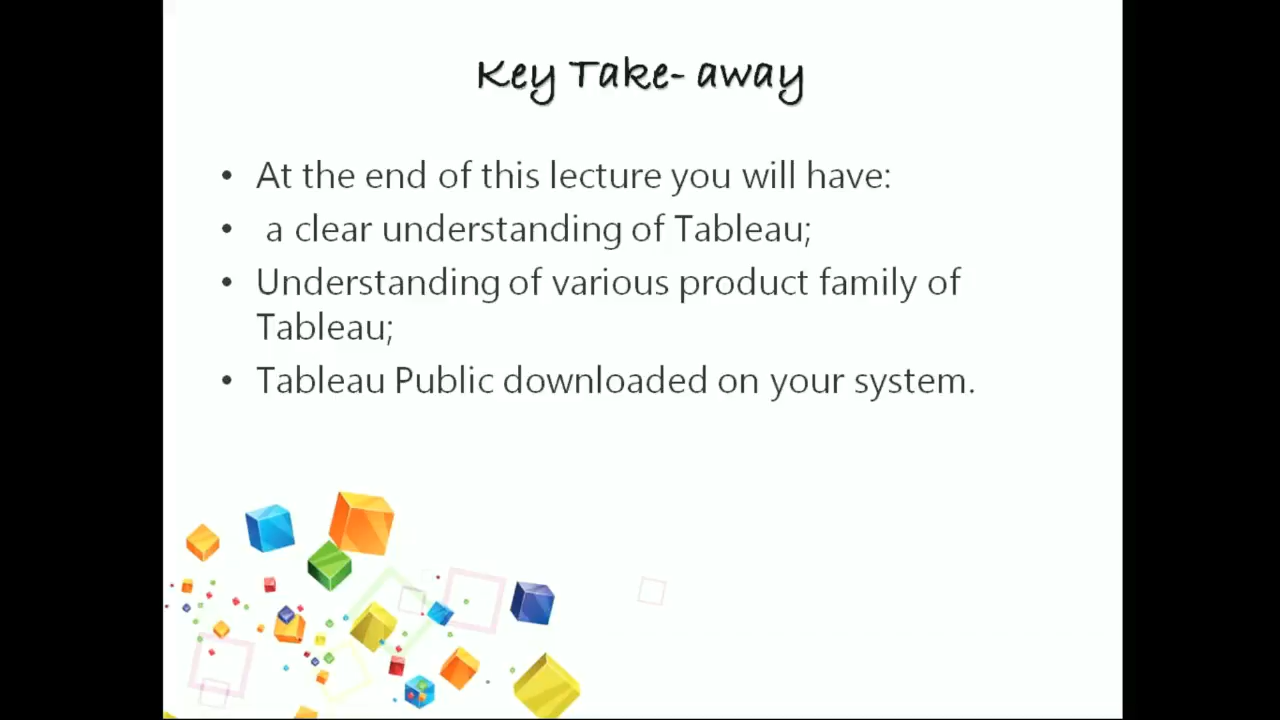 Key Take- away
• At the end of this lecture you will have:
• a clear understanding of Tableau;
• Understanding of various product family of
Tableau;
• Tableau Public downloaded on your system.